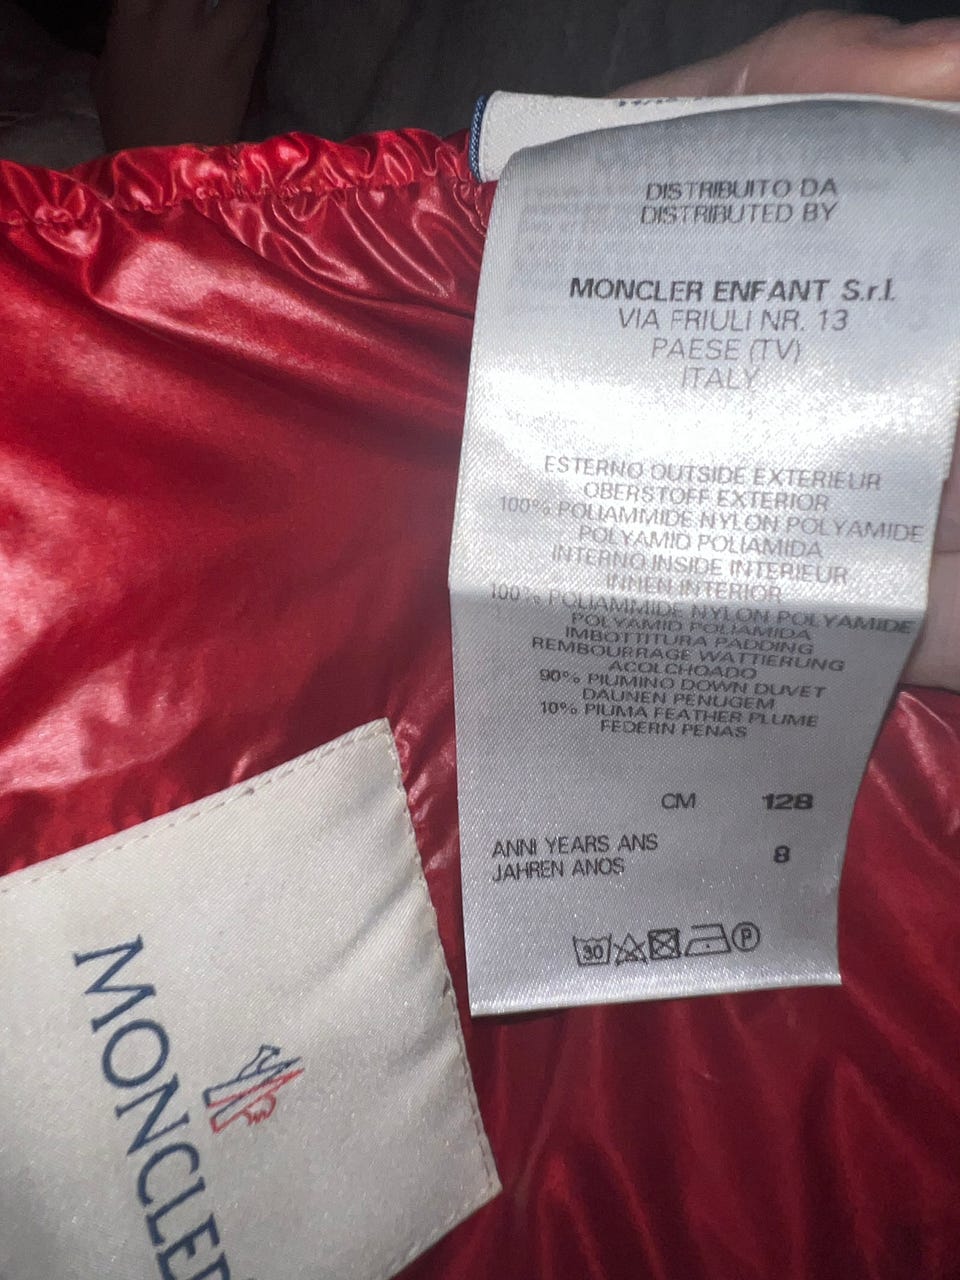 DISTRIBUITO DA
DISTRIBUTED BY
MONCLER ENFANT S.r.l.
VIA FRIULI NR. 13
PAESE (TV)
ITALY
ESTERNO OUTSIDE EXTERIEUR
OBERSTOFF EXTERIOR
100% POLIAMMIDE NYLON POLYAMIDE
POLYAMID POLIAMIDA
INTERNO INSIDE INTERIEUR
INNEN INTERIOR
100% POLIAMMIDE NYLON POLYAMIDE
POLYAMID POLIAMIDA
IMBOTTITURA PADDING
REMBOURRAGE WATTIERUNG
ACOLCHOADO
90% PIUMINO DOWN DUVET
DAUNEN PENUGEM
10% PIUMA FEATHER PLUME
FEDERN PENAS
CM 128
ANNI YEARS ANS
JAHREN ANOS 8
30 P
MONCLER